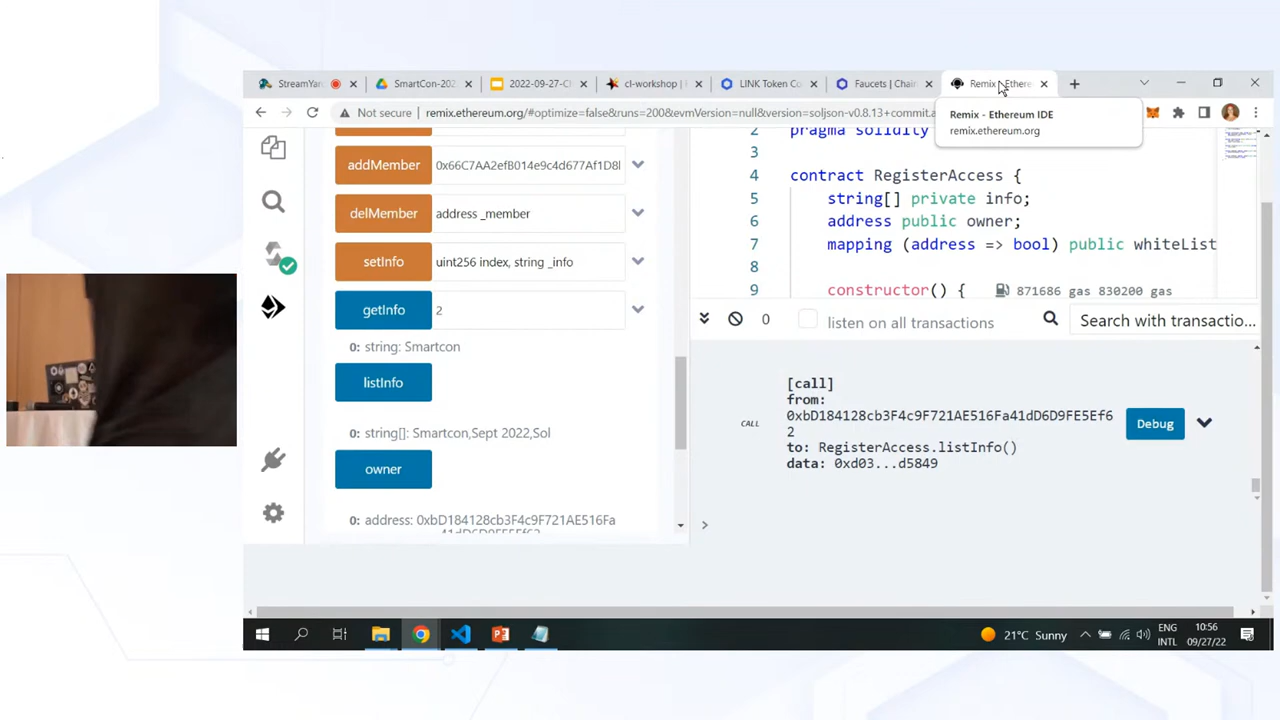 StreamYar
SmartCon-202
2022-09-27-Ch
cl-workshop |
LINK Token Co
Faucets | Chain
Remix - Ethere
Not secure
remix.ethereum.org/#optimize=false&runs=200&evmVersion=null&version=soljson-v0.8.13+commit.a
Remix - Ethereum IDE
remix.ethereum.org
addMember
0x66C7AA2efB014e9c4d677Af1D8
delMember
address _member
setInfo
uint256 index, string _info
getInfo
2
0: string: Smartcon
listInfo
0: string[]: Smartcon,Sept 2022,Sol
owner
0: address: 0xbD184128cb3F4c9F721AE516Fa
2 pragma solidity
3
4 contract RegisterAccess {
5 string[] private info;
6 address public owner;
7 mapping (address => bool) public whiteList
8
9 constructor() { 871686 gas 830200 gas
0
listen on all transactions
Search with transactio...
CALL
[call]
from:
0xbD184128cb3F4c9F721AE516Fa41dD6D9FE5Ef6
2
to: RegisterAccess.listInfo()
data: 0xd03...d5849
Debug
>
21°C Sunny
ENG
INTL
10:56
09/27/22